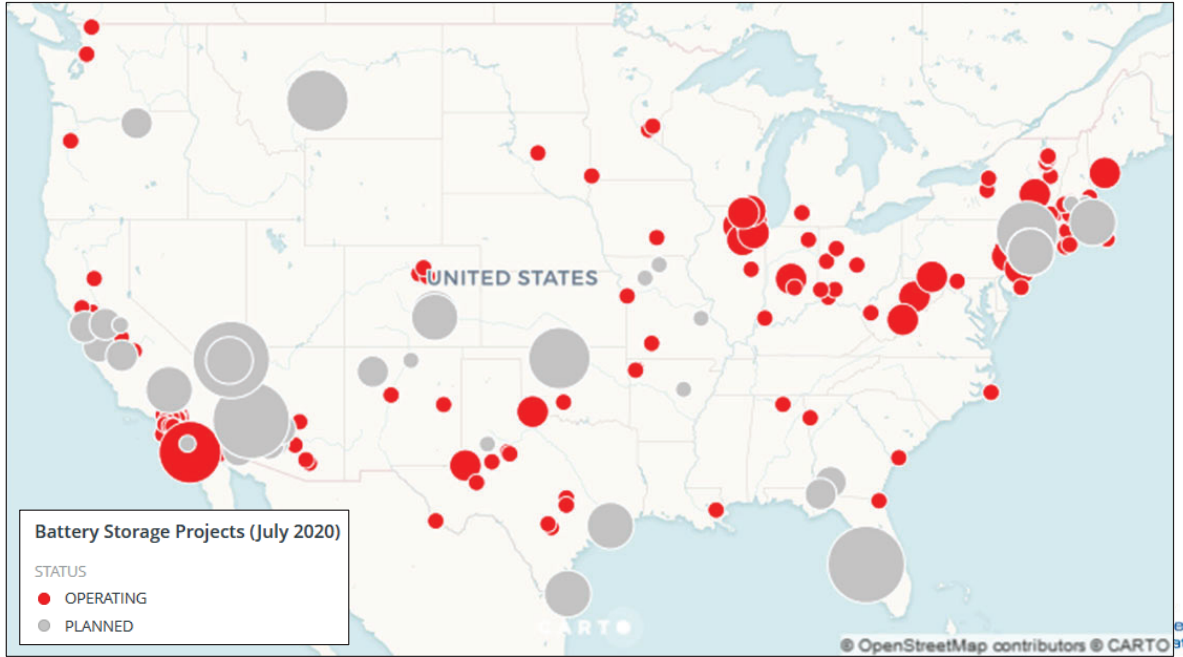 UNITED STATES
Battery Storage Projects (July 2020)
STATUS
OPERATING
PLANNED
CARTO
© OpenStreetMap contributors © CARTO